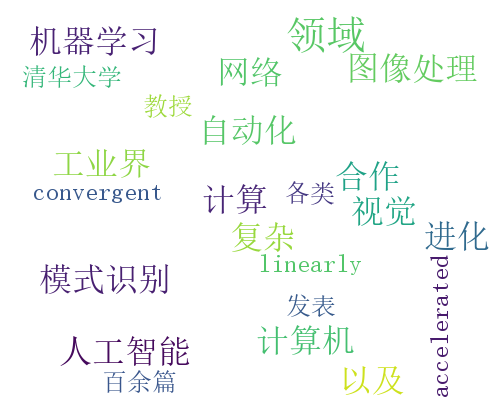 领域
机器学习
图像处理
网络
清华大学
教授
自动化
工业界
合作
各类
convergent
计算
视觉
复杂
进化
linearly
模式识别
accelerated
发表
计算机
人工智能
百余篇
以及